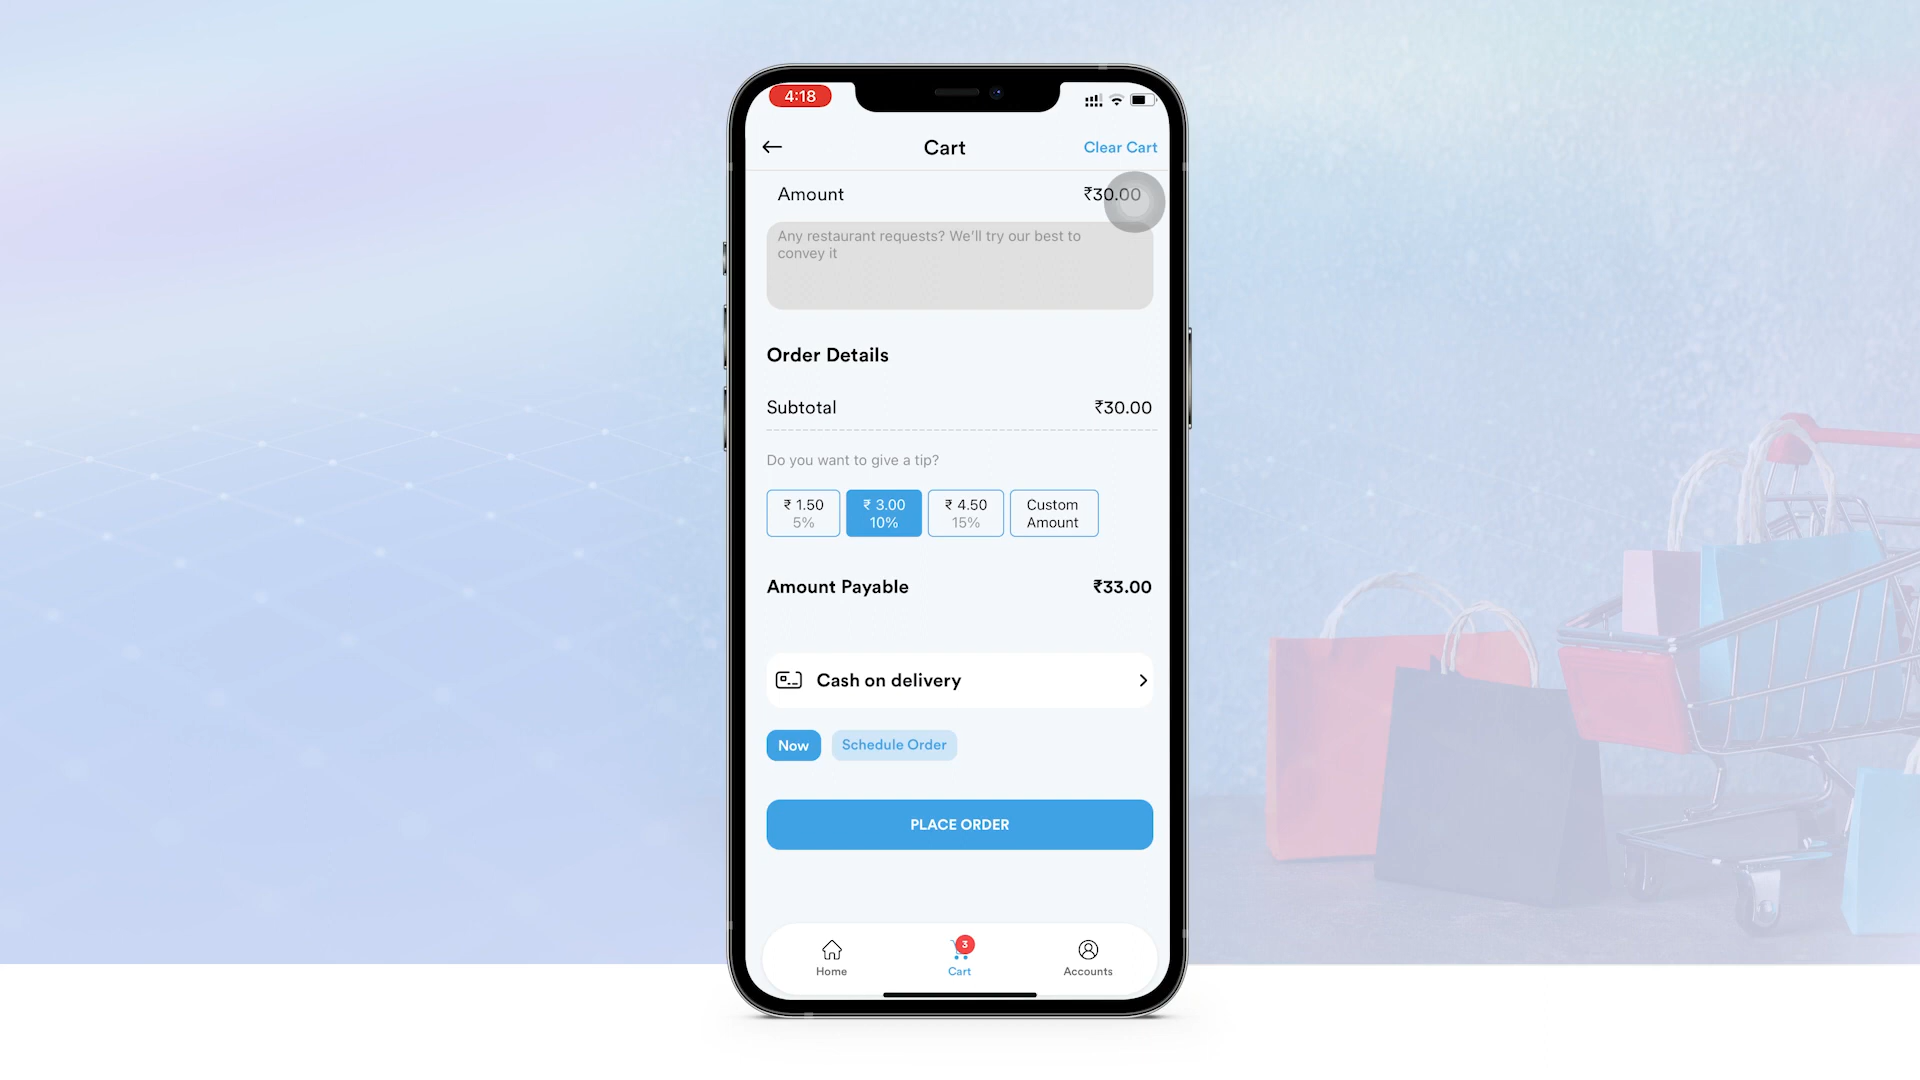 4:18
Cart
Clear Cart
Amount
₹30.00
Any restaurant requests? We'll try our best to
convey it
Order Details
Subtotal
₹30.00
Do you want to give a tip?
₹ 1.50
5%
₹ 3.00
10%
₹ 4.50
15%
Custom
Amount
Amount Payable
₹33.00
Cash on delivery
Now
Schedule Order
PLACE ORDER
3
Home
Cart
Accounts